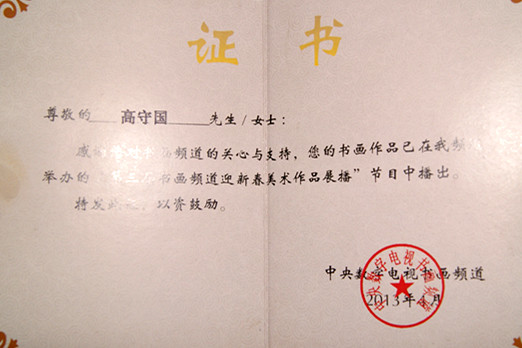 证书
尊敬的 高守国 先生/女士:
感谢您对书画频道的关心与支持,您的书画作品已在我频
举办的“第三届书画频道迎新春美术作品展播”节目中播出。
特发此证,以资鼓励。
中央数字电视书画频道
2013年4月